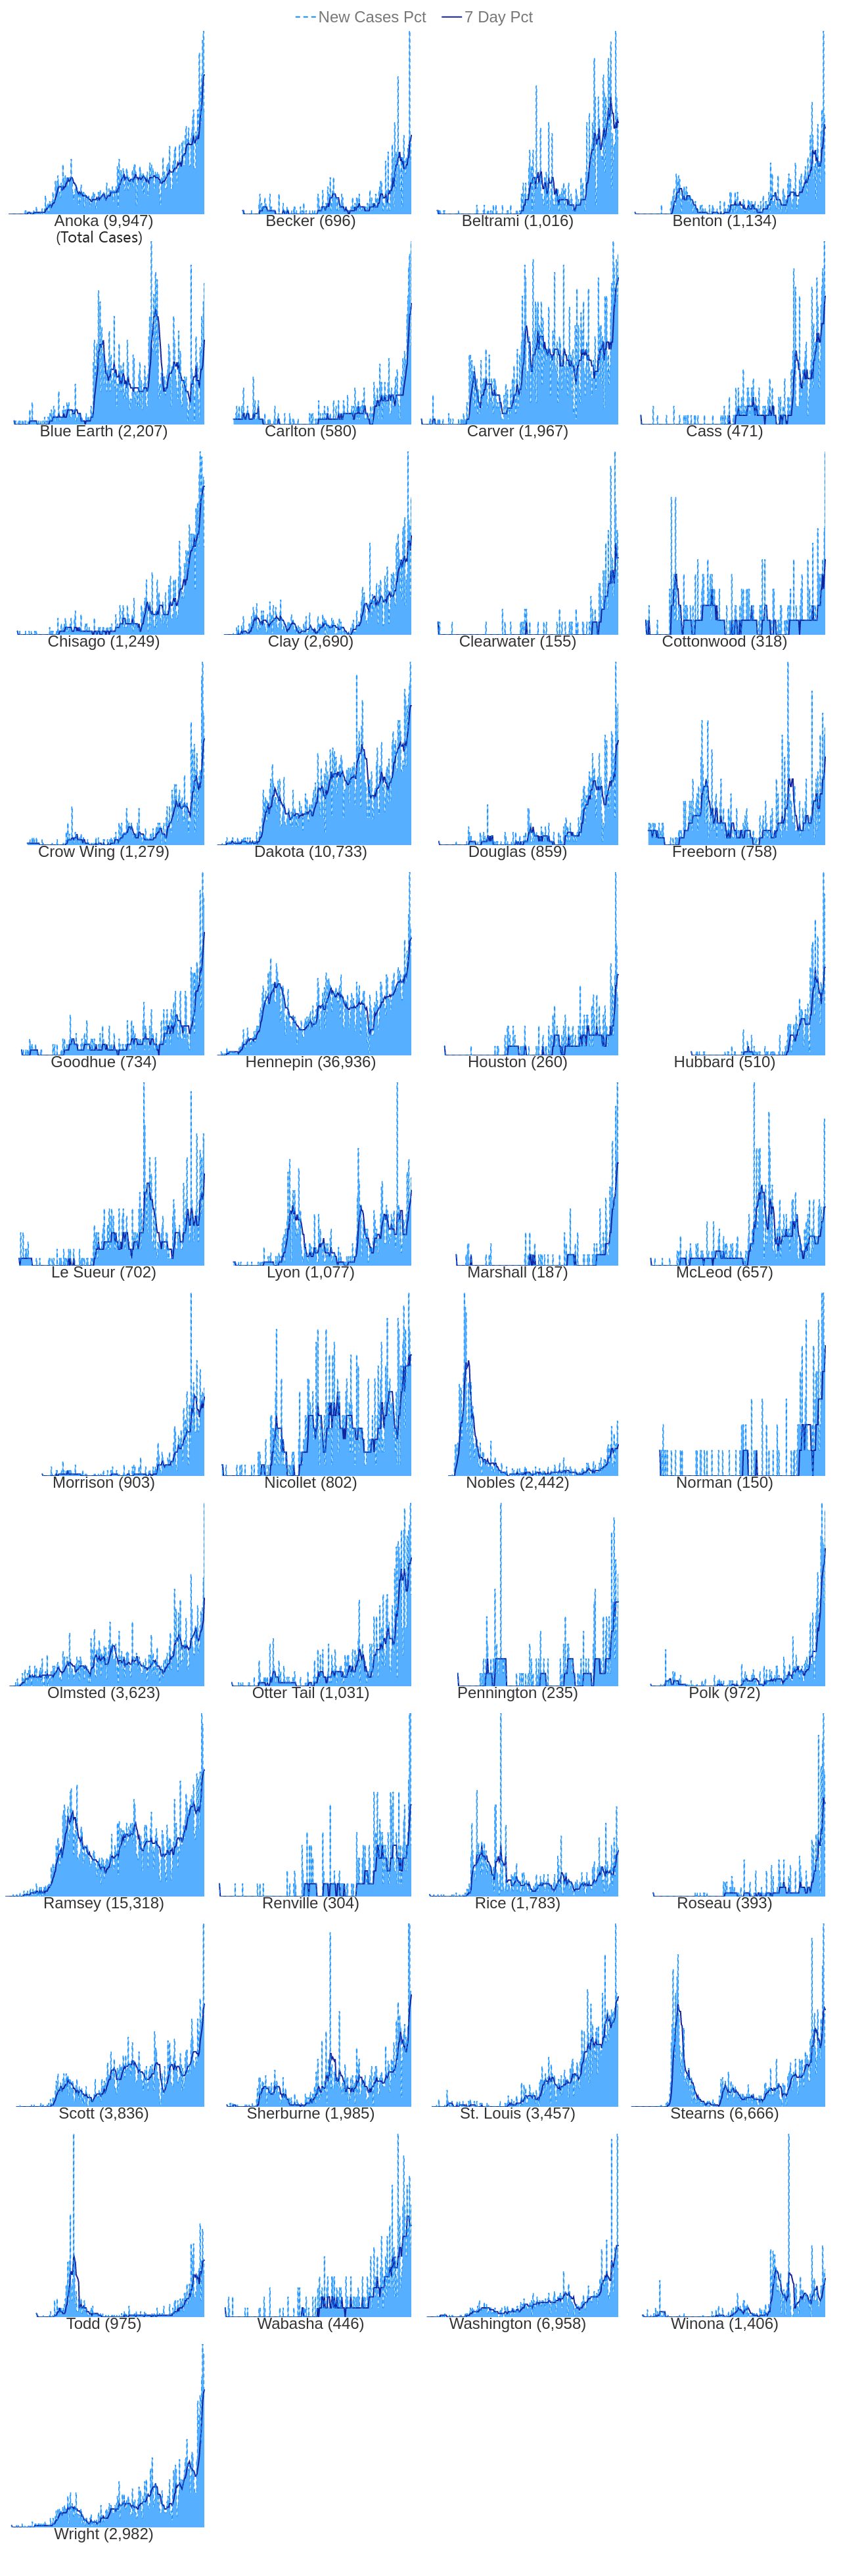 New Cases Pct 7 Day Pct
Anoka (9,947) Becker (696) Beltrami (1,016) Benton (1,134)
(Total Cases)
Blue Earth (2,207) Carlton (580) Carver (1,967) Cass (471)
Chisago (1,249) Clay (2,690) Clearwater (155) Cottonwood (318)
Crow Wing (1,279) Dakota (10,733) Douglas (859) Freeborn (758)
Goodhue (734) Hennepin (36,936) Houston (260) Hubbard (510)
Le Sueur (702) Lyon (1,077) Marshall (187) McLeod (657)
Morrison (903) Nicollet (802) Nobles (2,442) Norman (150)
Olmsted (3,623) Otter Tail (1,031) Pennington (235) Polk (972)
Ramsey (15,318) Renville (304) Rice (1,783) Roseau (393)
Scott (3,836) Sherburne (1,985) St. Louis (3,457) Stearns (6,666)
Todd (975) Wabasha (446) Washington (6,958) Winona (1,406)
Wright (2,982)